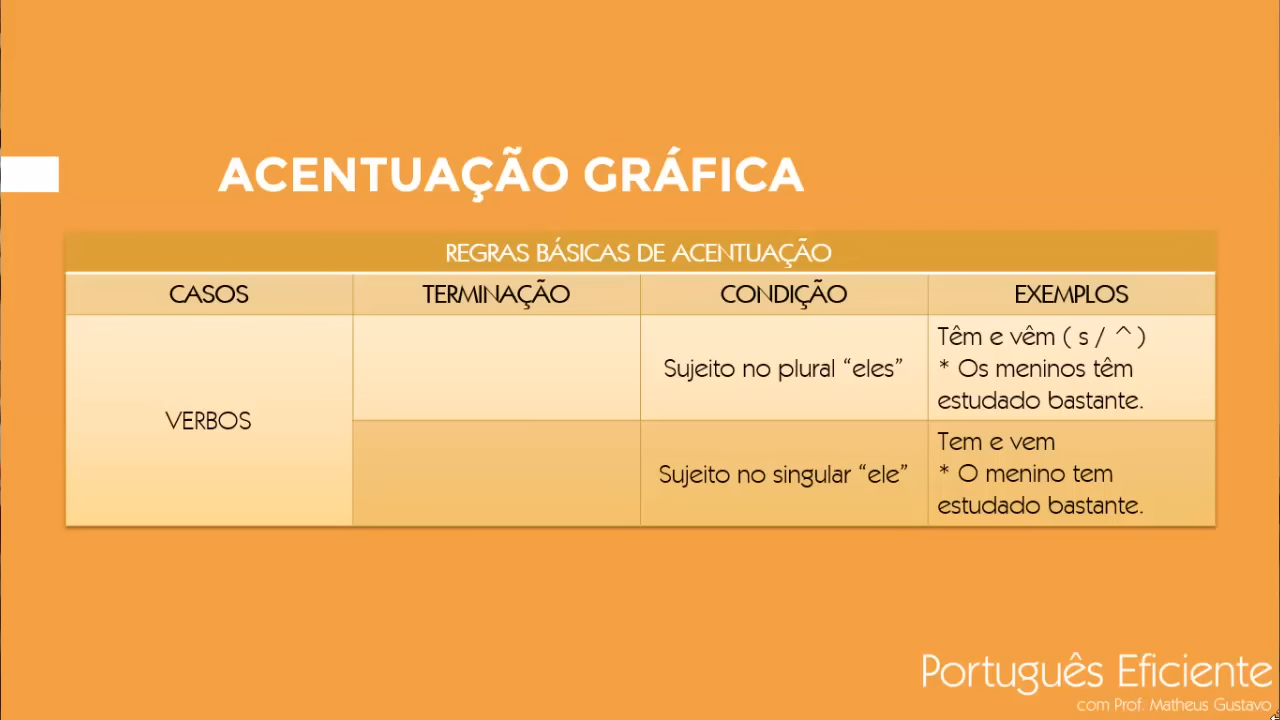 ACENTUAÇÃO GRÁFICA
REGRAS BÁSICAS DE ACENTUAÇÃO
CASOS TERMINAÇÃO CONDIÇÃO EXEMPLOS
VERBOS
Sujeito no plural “eles”
Têm e vêm ( s / ^ )
* Os meninos têm
estudado bastante.
Sujeito no singular “ele”
Tem e vem
* O menino tem
estudado bastante.
Português Eficiente
com Prof. Matheus Gustavo